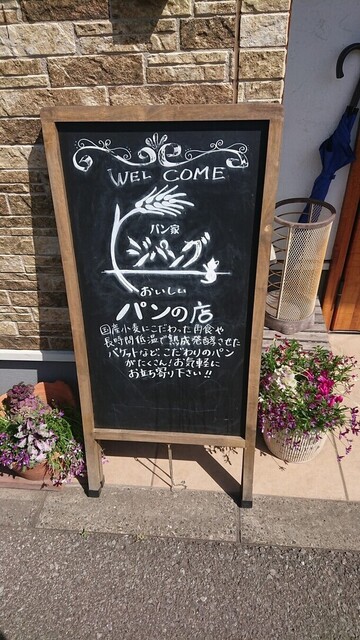 WELCOME
パン家
ジパング
おいしい
パンの店
国産小麦にこだわった角食や
長時間低温で熟成発酵させた
バゲットなど、こだわりのパン
がたくさん!お気軽に
お立ち寄り下さい!!